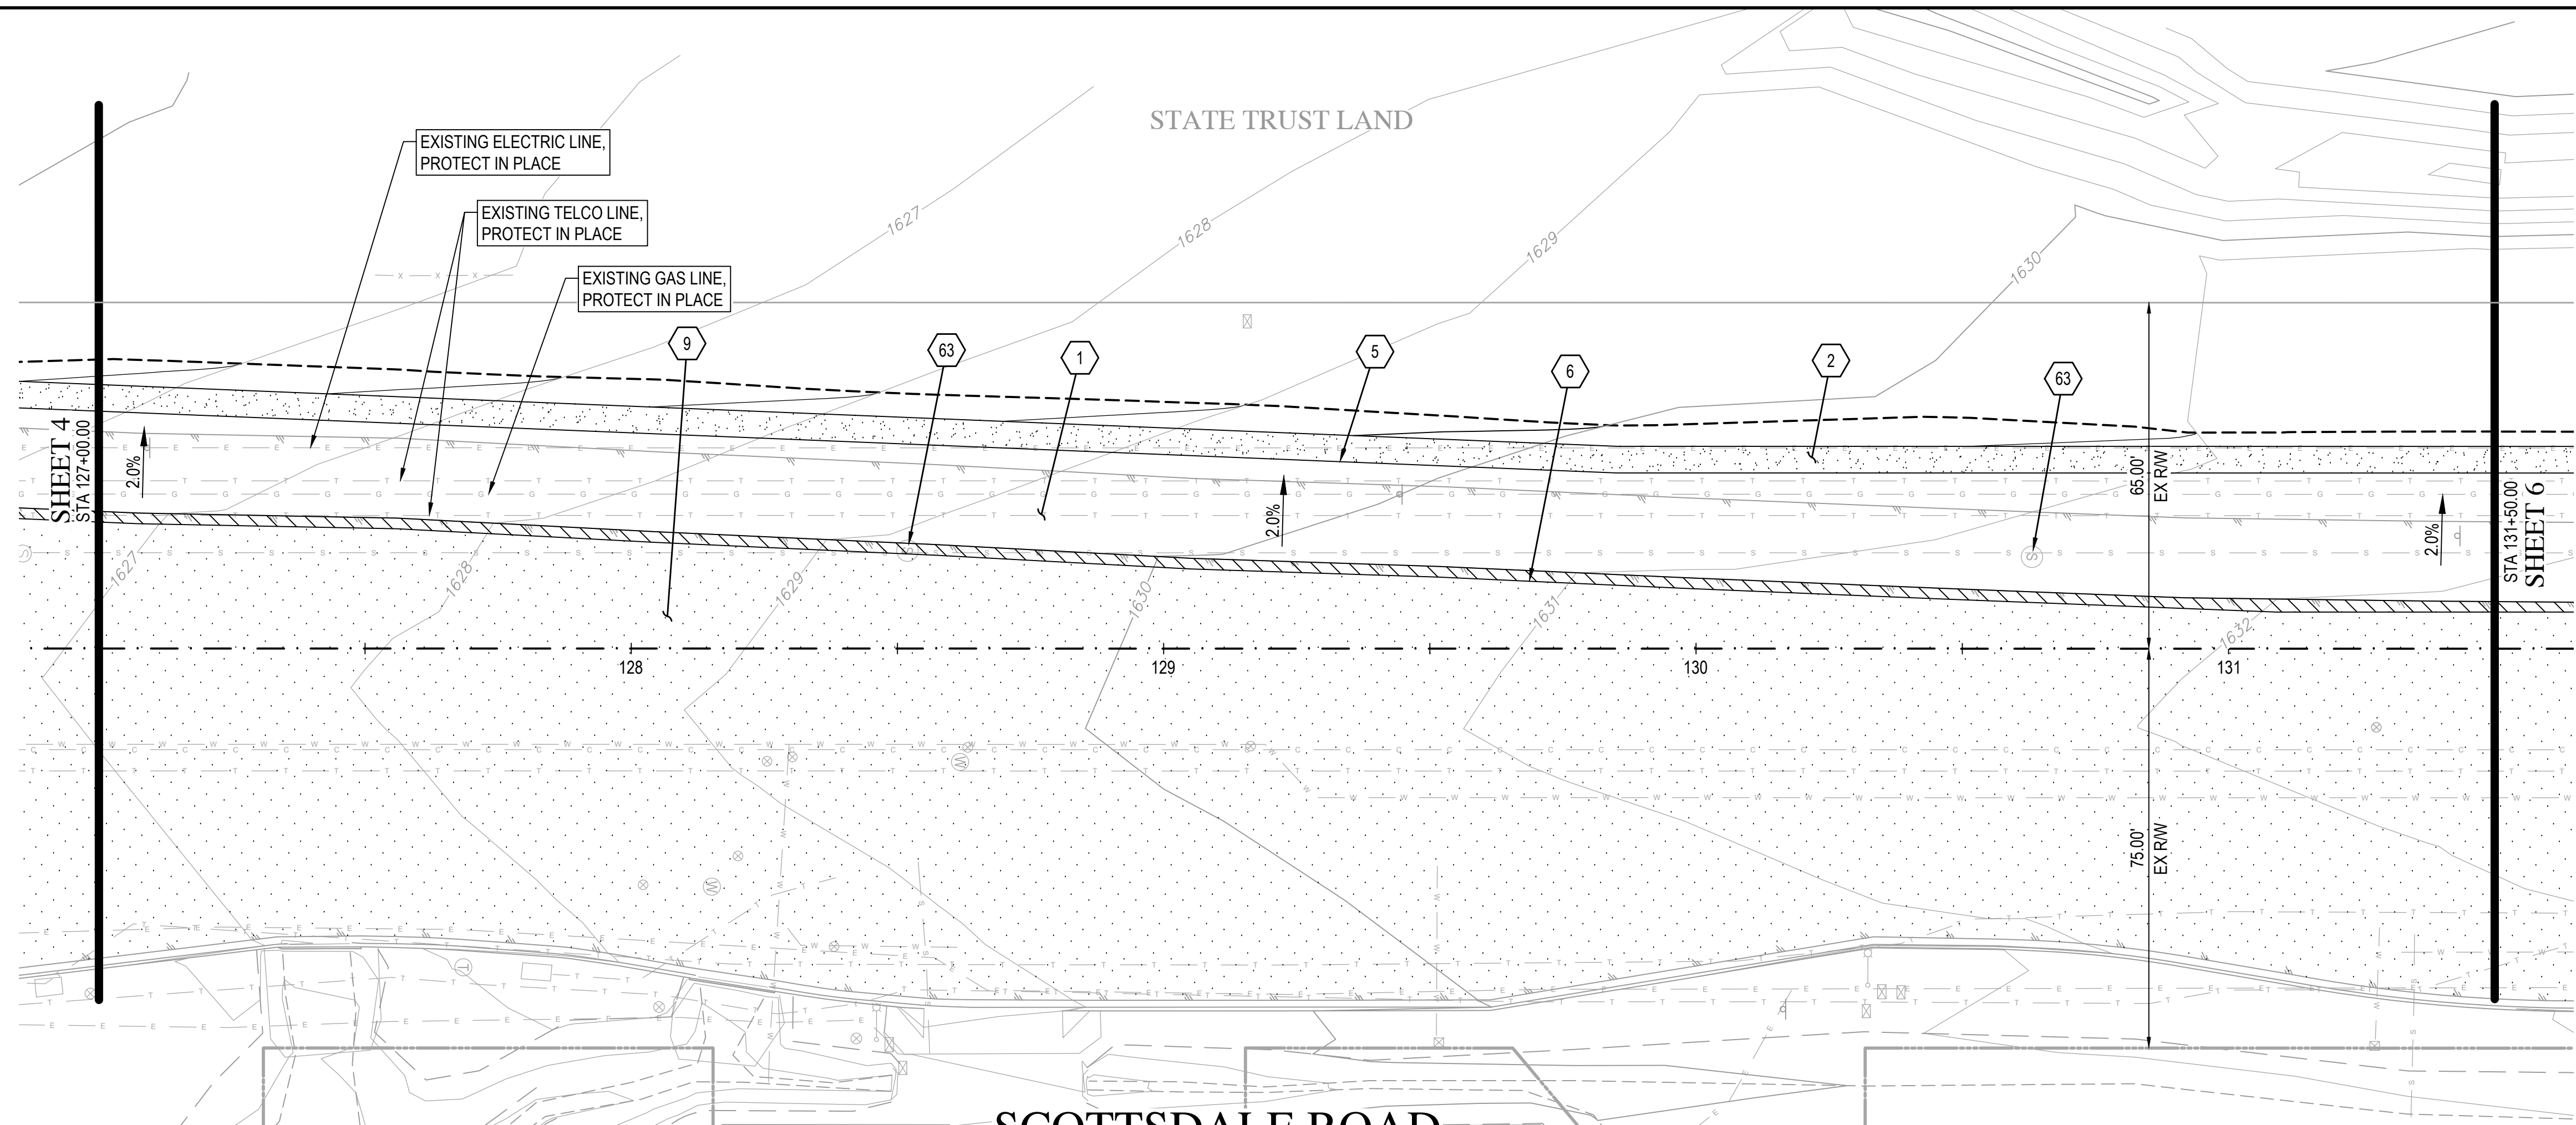 STATE TRUST LAND
EXISTING ELECTRIC LINE,
PROTECT IN PLACE
EXISTING TELCO LINE,
PROTECT IN PLACE
EXISTING GAS LINE,
PROTECT IN PLACE
1627
1628
1629
1630
9
63
1
5
6
2
63
SHEET 4
STA 127+00.00
2.0%
2.0%
2.0%
65.00'
EX R/W
STA 131+50.00
SHEET 6
1627
1628
1629
1630
1631
1632
128
129
130
131
75.00'
EX R/W
SCOTTSDALE ROAD